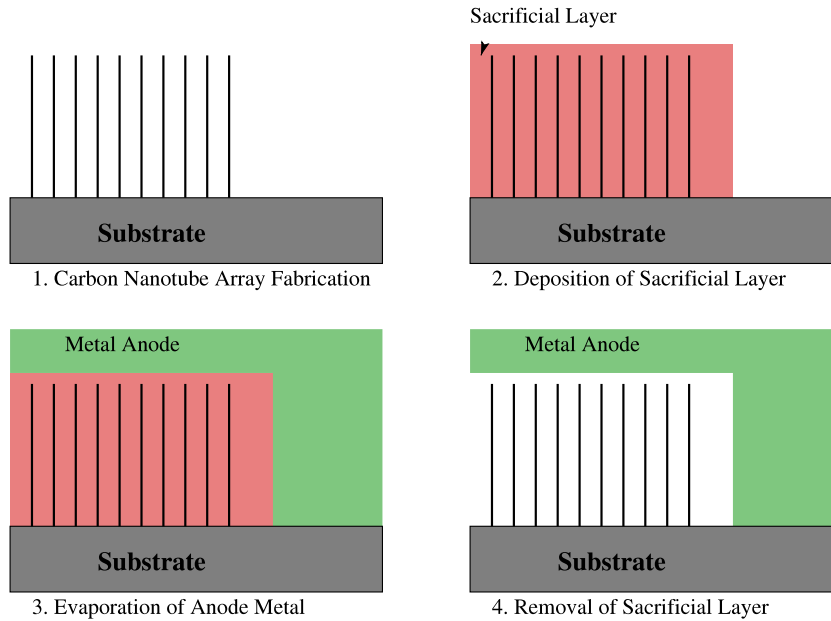 Sacrificial Layer
Substrate
Substrate
1. Carbon Nanotube Array Fabrication
2. Deposition of Sacrificial Layer
Metal Anode
Metal Anode
Substrate
Substrate
3. Evaporation of Anode Metal
4. Removal of Sacrificial Layer